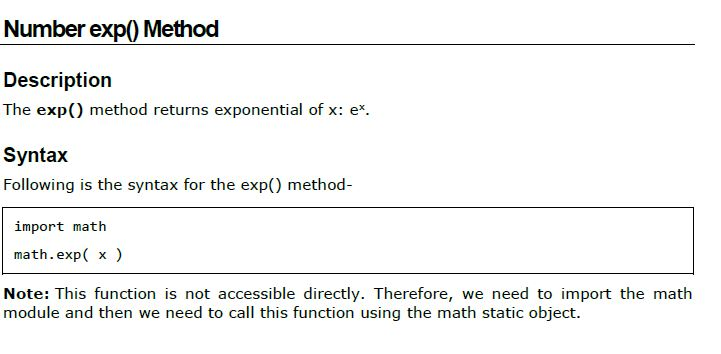 Number exp() Method
Description
The exp() method returns exponential of x: eˣ.
Syntax
Following is the syntax for the exp() method-
import math
math.exp( x )
Note: This function is not accessible directly. Therefore, we need to import the math
module and then we need to call this function using the math static object.